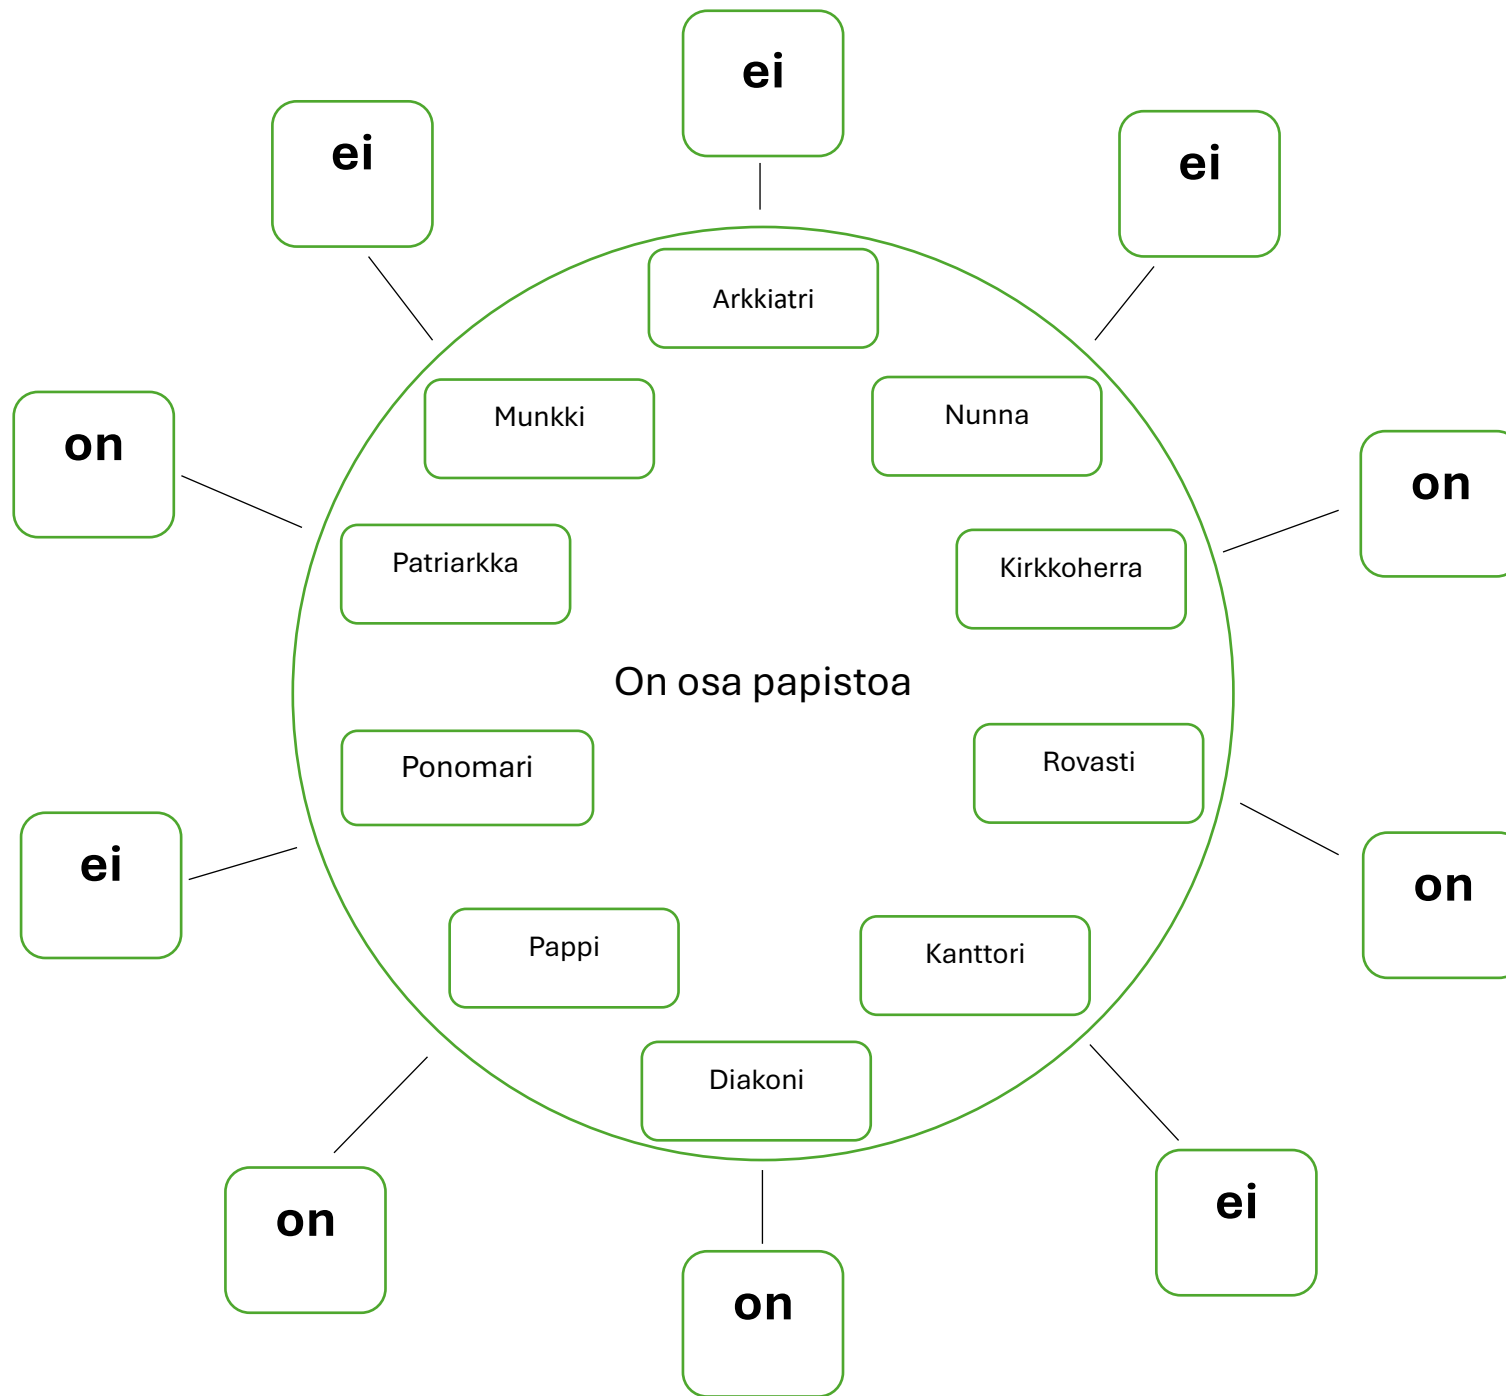 ei
ei
ei
Arkkiatri
Munkki
Nunna
on
on
Patriarkka
Kirkkoherra
On osa papistoa
Ponomari
Rovasti
ei
on
Pappi
Kanttori
Diakoni
on
ei
on